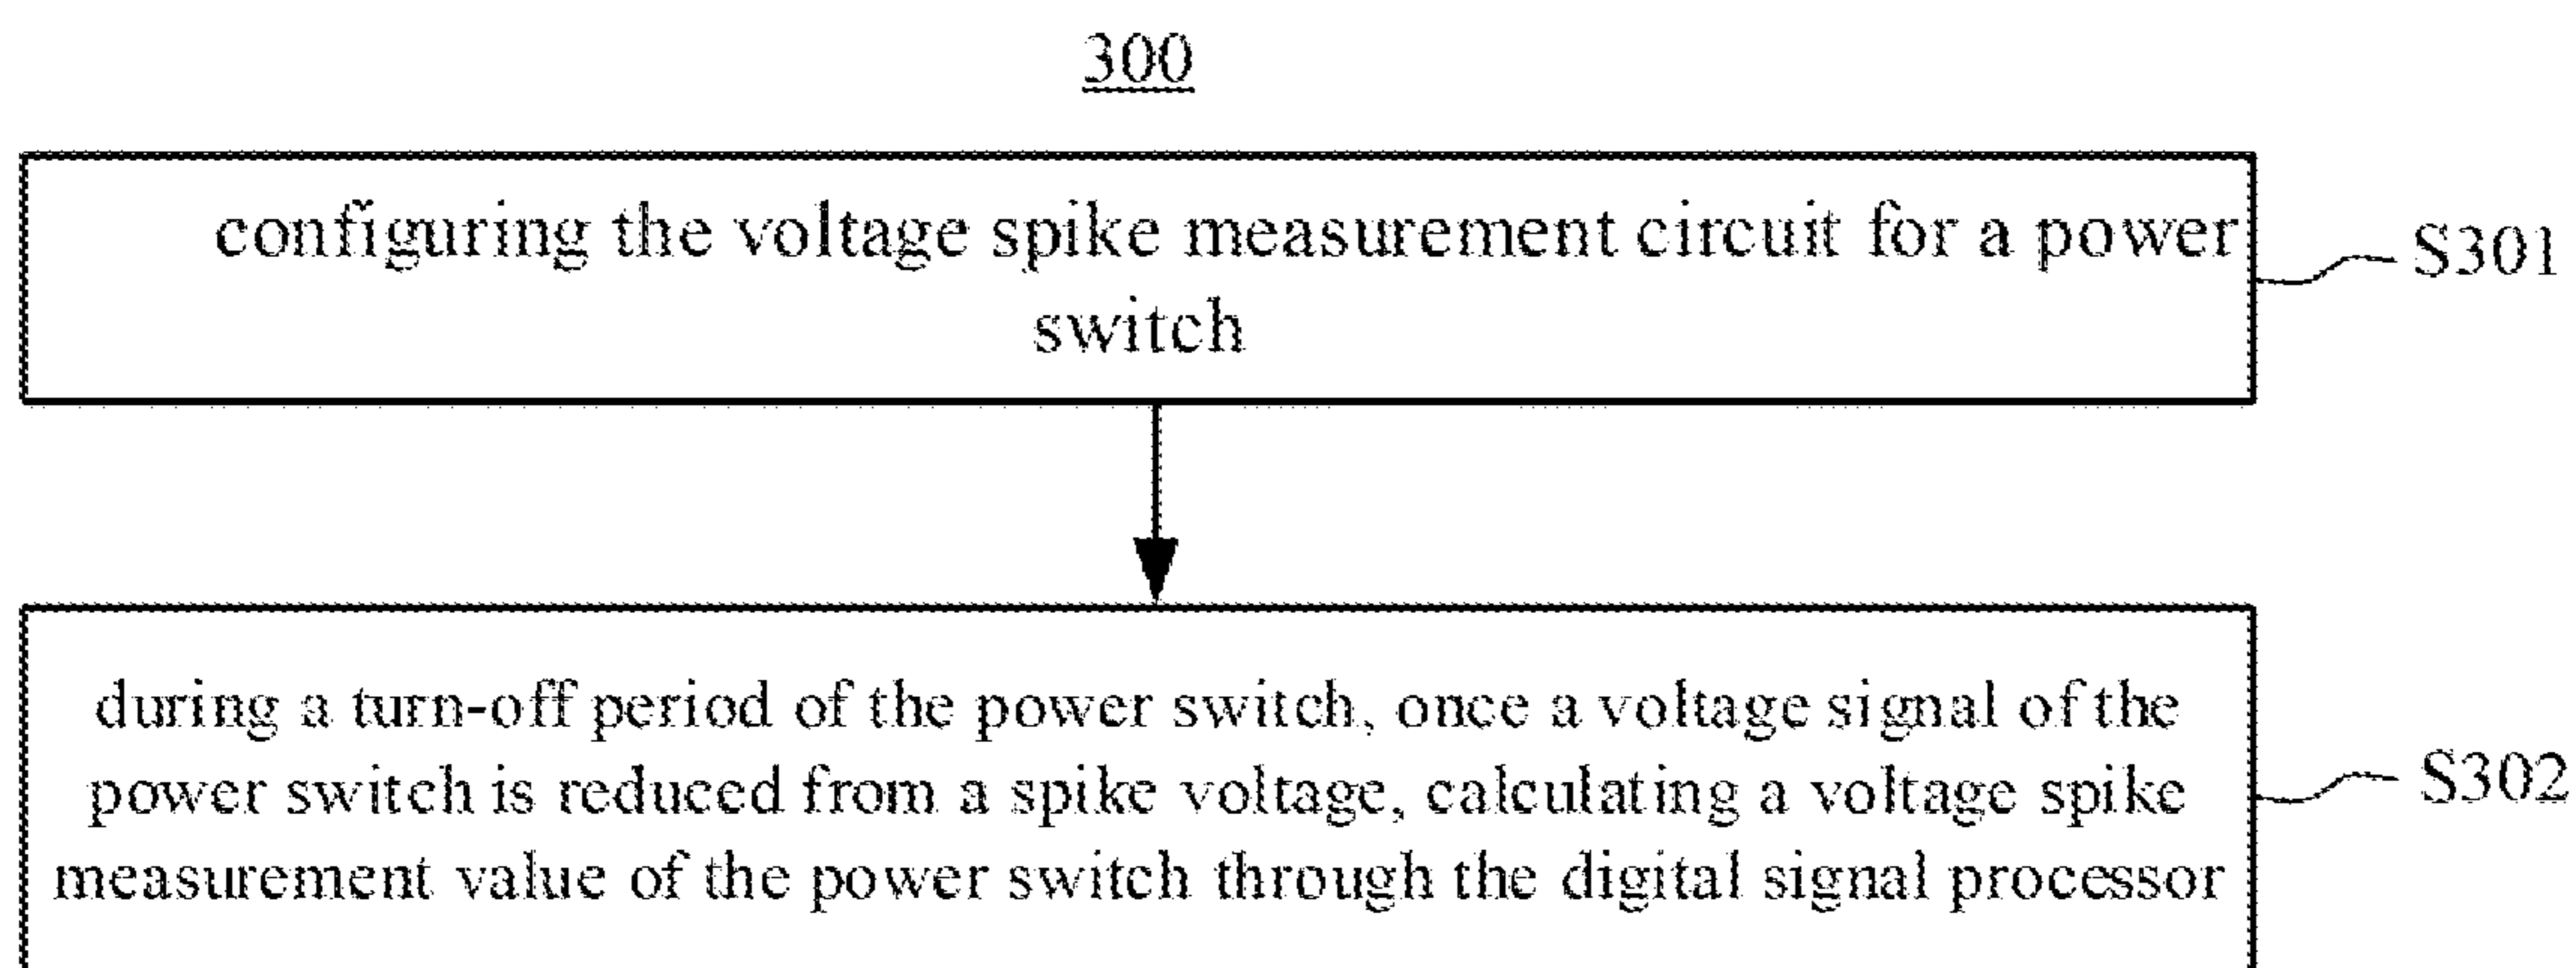 300
configuring the voltage spike measurement circuit for a power
switch
S301
during a turn-off period of the power switch, once a voltage signal of the
power switch is reduced from a spike voltage, calculating a voltage spike
measurement value of the power switch through the digital signal processor
S302